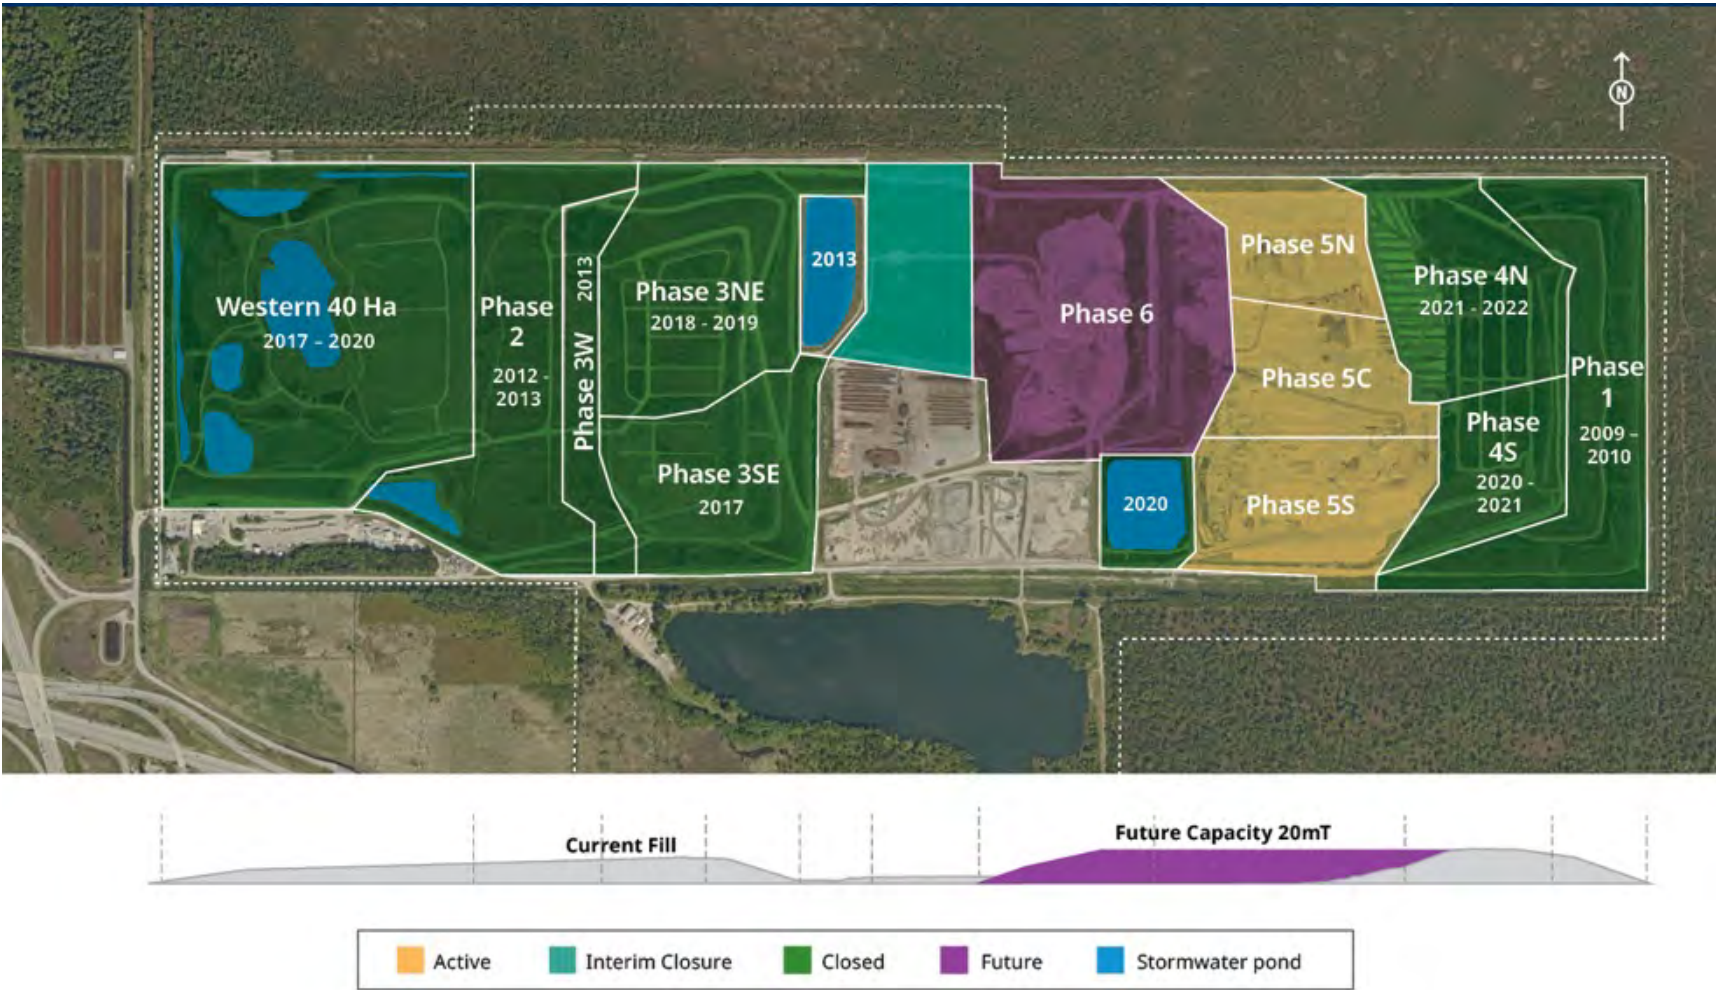 N
Western 40 Ha
2017 – 2020
Phase
2
2012 -
2013
Phase 3W 2013
Phase 3NE
2018 - 2019
Phase 3SE
2017
2013
Phase 6
2020
Phase 5N
Phase 5C
Phase 5S
Phase 4N
2021 - 2022
Phase
4S
2020 -
2021
Phase
1
2009 –
2010
Current Fill
Future Capacity 20mT
Active
Interim Closure
Closed
Future
Stormwater pond